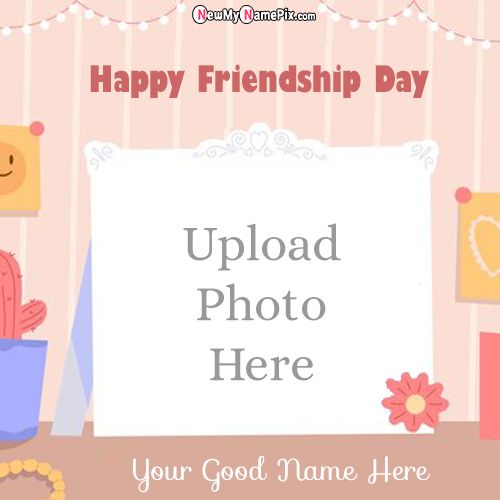 NewMyNamePix.com
Happy Friendship Day
Upload
Photo
Here
Your Good Name Here